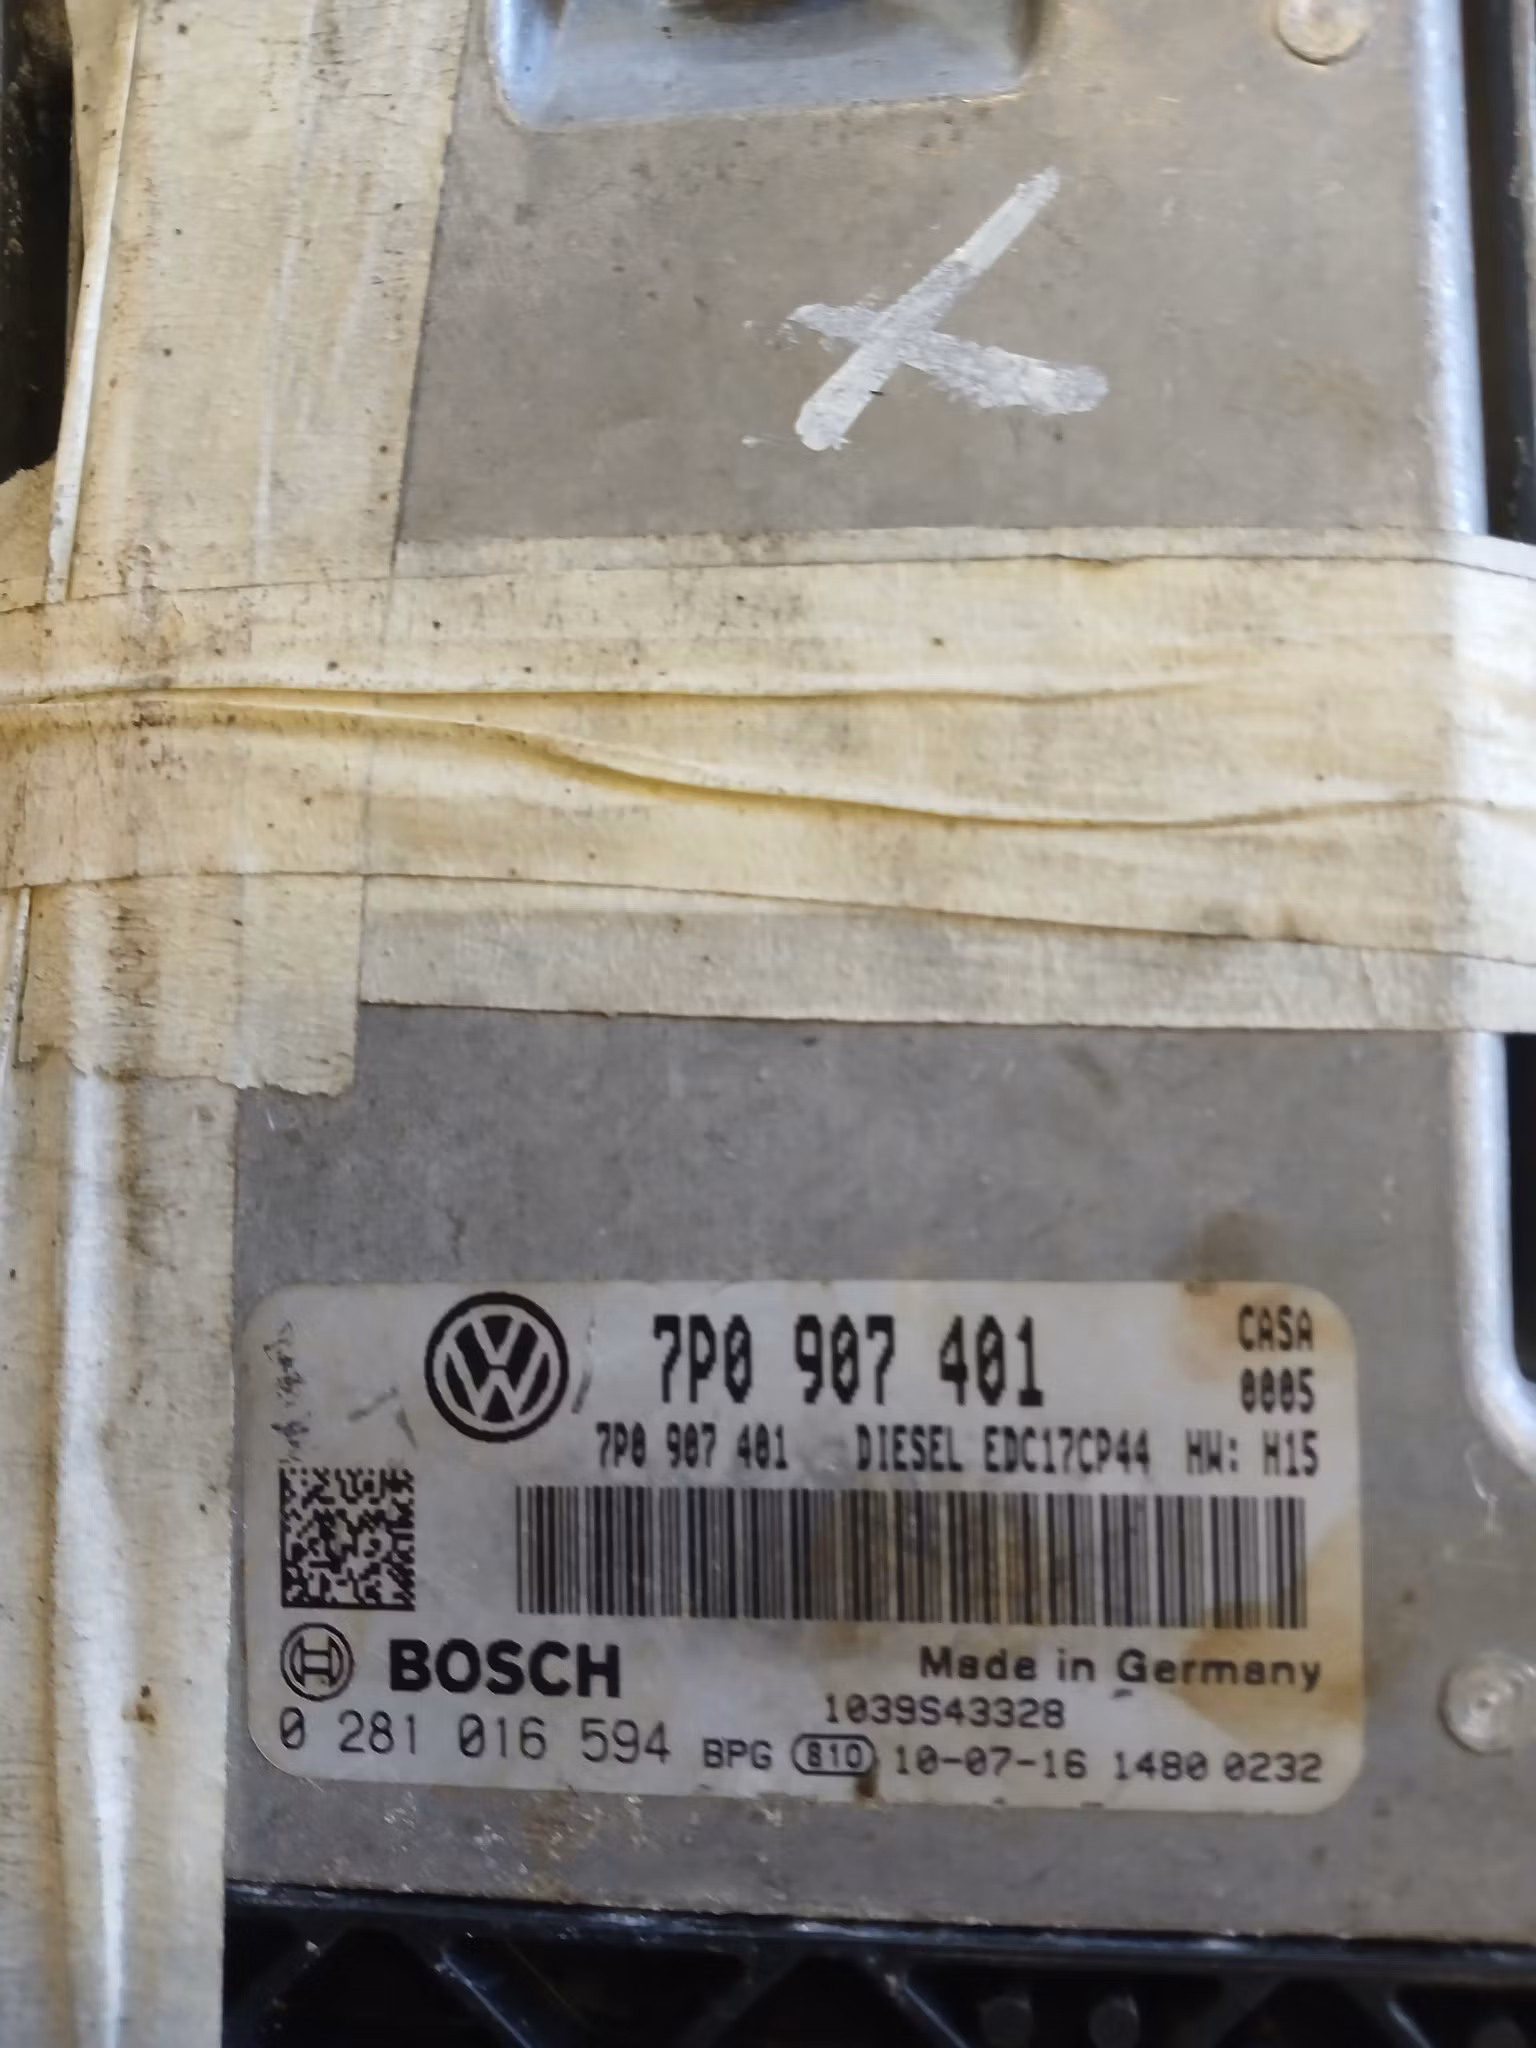 7P0 907 401 CASA
0005
7P0 907 401 DIESEL EDC17CP44 HW: H15
BOSCH Made in Germany
1039S43328
0 281 016 594 BPG 810 10-07-16 1480 0232